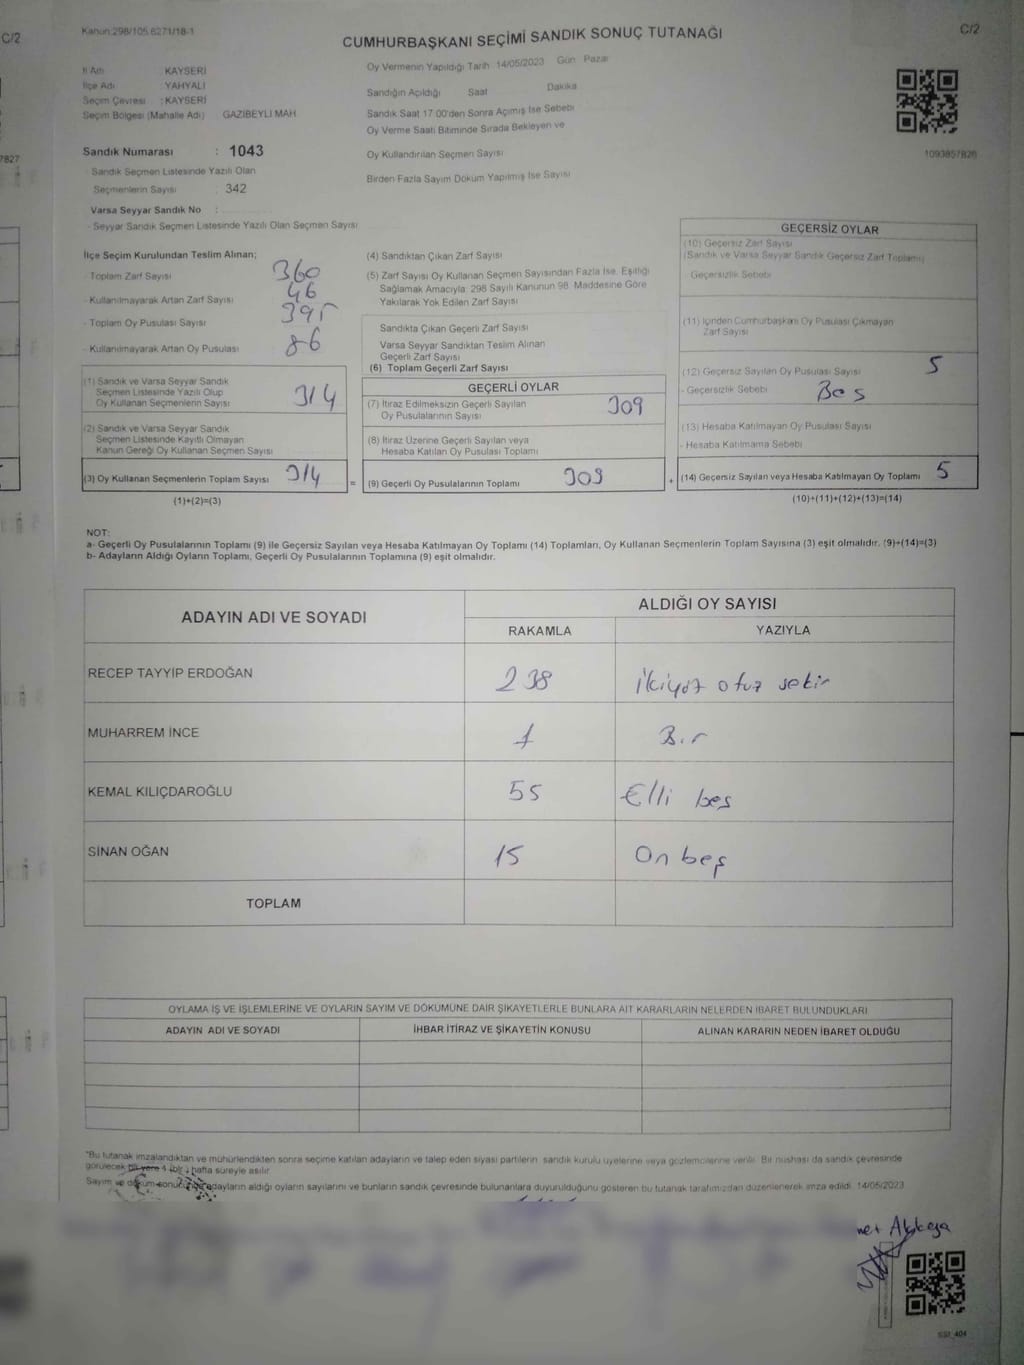 C/2
Kanun:298/105,6271/18-1
CUMHURBAŞKANI SEÇİMİ SANDIK SONUÇ TUTANAĞI
C/2
İl Adı KAYSERİ
İlçe Adı YAHYALI
Seçim Çevresi : KAYSERİ
Seçim Bölgesi (Mahalle Adı) GAZİBEYLİ MAH
Oy Vermenin Yapıldığı Tarih :14/05/2023 Gün Pazar
Sandığın Açıldığı Saat Dakika
Sandık Saat 17:00'den Sonra Açımış İse Sebebi
Oy Verme Saati Bitiminde Sırada Bekleyen ve
Oy Kullandırılan Seçmen Sayısı
Birden Fazla Sayım Döküm Yapılmış İse Sayısı
1093857826
7827
Sandık Numarası : 1043
Sandık Seçmen Listesinde Yazılı Olan
Seçmenlerin Sayısı : 342
Varsa Seyyar Sandık No :
- Seyyar Sandık Seçmen Listesinde Yazılı Olan Seçmen Sayısı
İlçe Seçim Kurulundan Teslim Alınan;
- Toplam Zarf Sayısı 360
- Kullanılmayarak Artan Zarf Sayısı 46
- Toplam Oy Pusulası Sayısı 395
- Kullanılmayarak Artan Oy Pusulası 86
(1) Sandık ve Varsa Seyyar Sandık
Seçmen Listesinde Yazılı Olup
Oy Kullanan Seçmenlerin Sayısı 314
(2) Sandık ve Varsa Seyyar Sandık
Seçmen Listesinde Kayıtlı Olmayan
Kanun Gereği Oy Kullanan Seçmen Sayısı
(3) Oy Kullanan Seçmenlerin Toplam Sayısı 314
(1)+(2)=(3)
=
(4) Sandıktan Çıkan Zarf Sayısı
(5) Zarf Sayısı Oy Kullanan Seçmen Sayısından Fazla İse, Eşitliği
Sağlamak Amacıyla; 298 Sayılı Kanunun 98. Maddesine Göre
Yakılarak Yok Edilen Zarf Sayısı
Sandıkta Çıkan Geçerli Zarf Sayısı
Varsa Seyyar Sandıktan Teslim Alınan
Geçerli Zarf Sayısı
(6) Toplam Geçerli Zarf Sayısı
GEÇERLİ OYLAR
(7) İtiraz Edilmeksizin Geçerli Sayılan
Oy Pusulalarının Sayısı 309
(8) İtiraz Üzerine Geçerli Sayılan veya
Hesaba Katılan Oy Pusulası Toplamı
(9) Geçerli Oy Pusulalarının Toplamı 309
+
GEÇERSİZ OYLAR
(10) Geçersiz Zarf Sayısı
(Sandık ve Varsa Seyyar Sandık Geçersiz Zarf Toplamı)
- Geçersizlik Sebebi
(11) İçinden Cumhurbaşkanı Oy Pusulası Çıkmayan
Zarf Sayısı
(12) Geçersiz Sayılan Oy Pusulası Sayısı 5
- Geçersizlik Sebebi Beş
(13) Hesaba Katılmayan Oy Pusulası Sayısı
- Hesaba Katılmama Sebebi
(14) Geçersiz Sayılan veya Hesaba Katılmayan Oy Toplamı 5
(10)+(11)+(12)+(13)=(14)
NOT:
a- Geçerli Oy Pusulalarının Toplamı (9) ile Geçersiz Sayılan veya Hesaba Katılmayan Oy Toplamı (14) Toplamları, Oy Kullanan Seçmenlerin Toplam Sayısına (3) eşit olmalıdır. (9)+(14)=(3)
b- Adayların Aldığı Oyların Toplamı, Geçerli Oy Pusulalarının Toplamına (9) eşit olmalıdır.
ADAYIN ADI VE SOYADI ALDIĞI OY SAYISI
RAKAMLA YAZIYLA
RECEP TAYYİP ERDOĞAN 238 İkiyüz otuz sekiz
MUHARREM İNCE 1 Bir
KEMAL KILIÇDAROĞLU 55 Elli beş
SİNAN OĞAN 15 On beş
TOPLAM
OYLAMA İŞ VE İŞLEMLERİNE VE OYLARIN SAYIM VE DÖKÜMÜNE DAİR ŞİKAYETLERLE BUNLARA AİT KARARLARIN NELERDEN İBARET BULUNDUKLARI
ADAYIN ADI VE SOYADI İHBAR İTİRAZ VE ŞİKAYETİN KONUSU ALINAN KARARIN NEDEN İBARET OLDUĞU
*Bu tutanak imzalandıktan ve mühürlendikten sonra seçime katılan adayların ve talep eden siyasi partilerin sandık kurulu üyelerine veya gözlemcilerine verilir. Bir nüshası da sandık çevresinde
görülecek bir yere 1 (bir) hafta süreyle asılır.
Sayım ve döküm sonucunda adayların aldığı oyların sayılarını ve bunların sandık çevresinde bulunanlara duyurulduğunu gösteren bu tutanak tarafımızdan düzenlenerek imza edildi. 14/05/2023